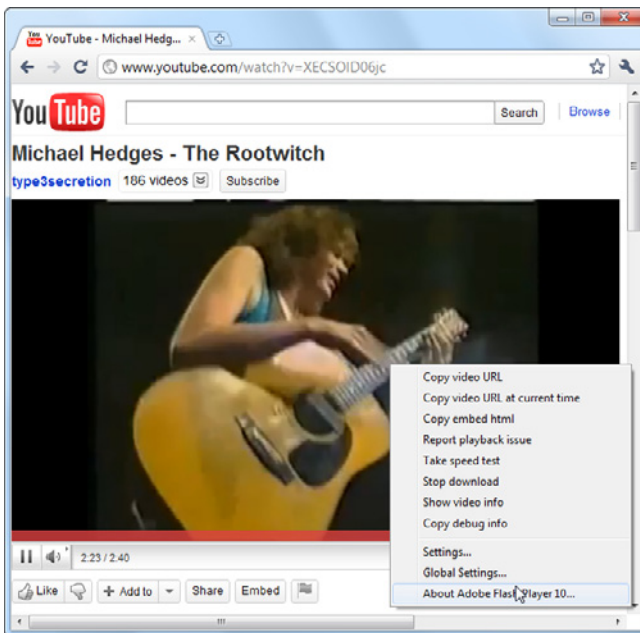 YouTube - Michael Hedg...
www.youtube.com/watch?v=XECSOID06jc
You Tube
Search
Browse
Michael Hedges - The Rootwitch
type3secretion 186 videos Subscribe
Copy video URL
Copy video URL at current time
Copy embed html
Report playback issue
Take speed test
Stop download
Show video info
Copy debug info
Settings...
Global Settings...
About Adobe Flash Player 10...
2:23 / 2:40
Like
Add to
Share
Embed